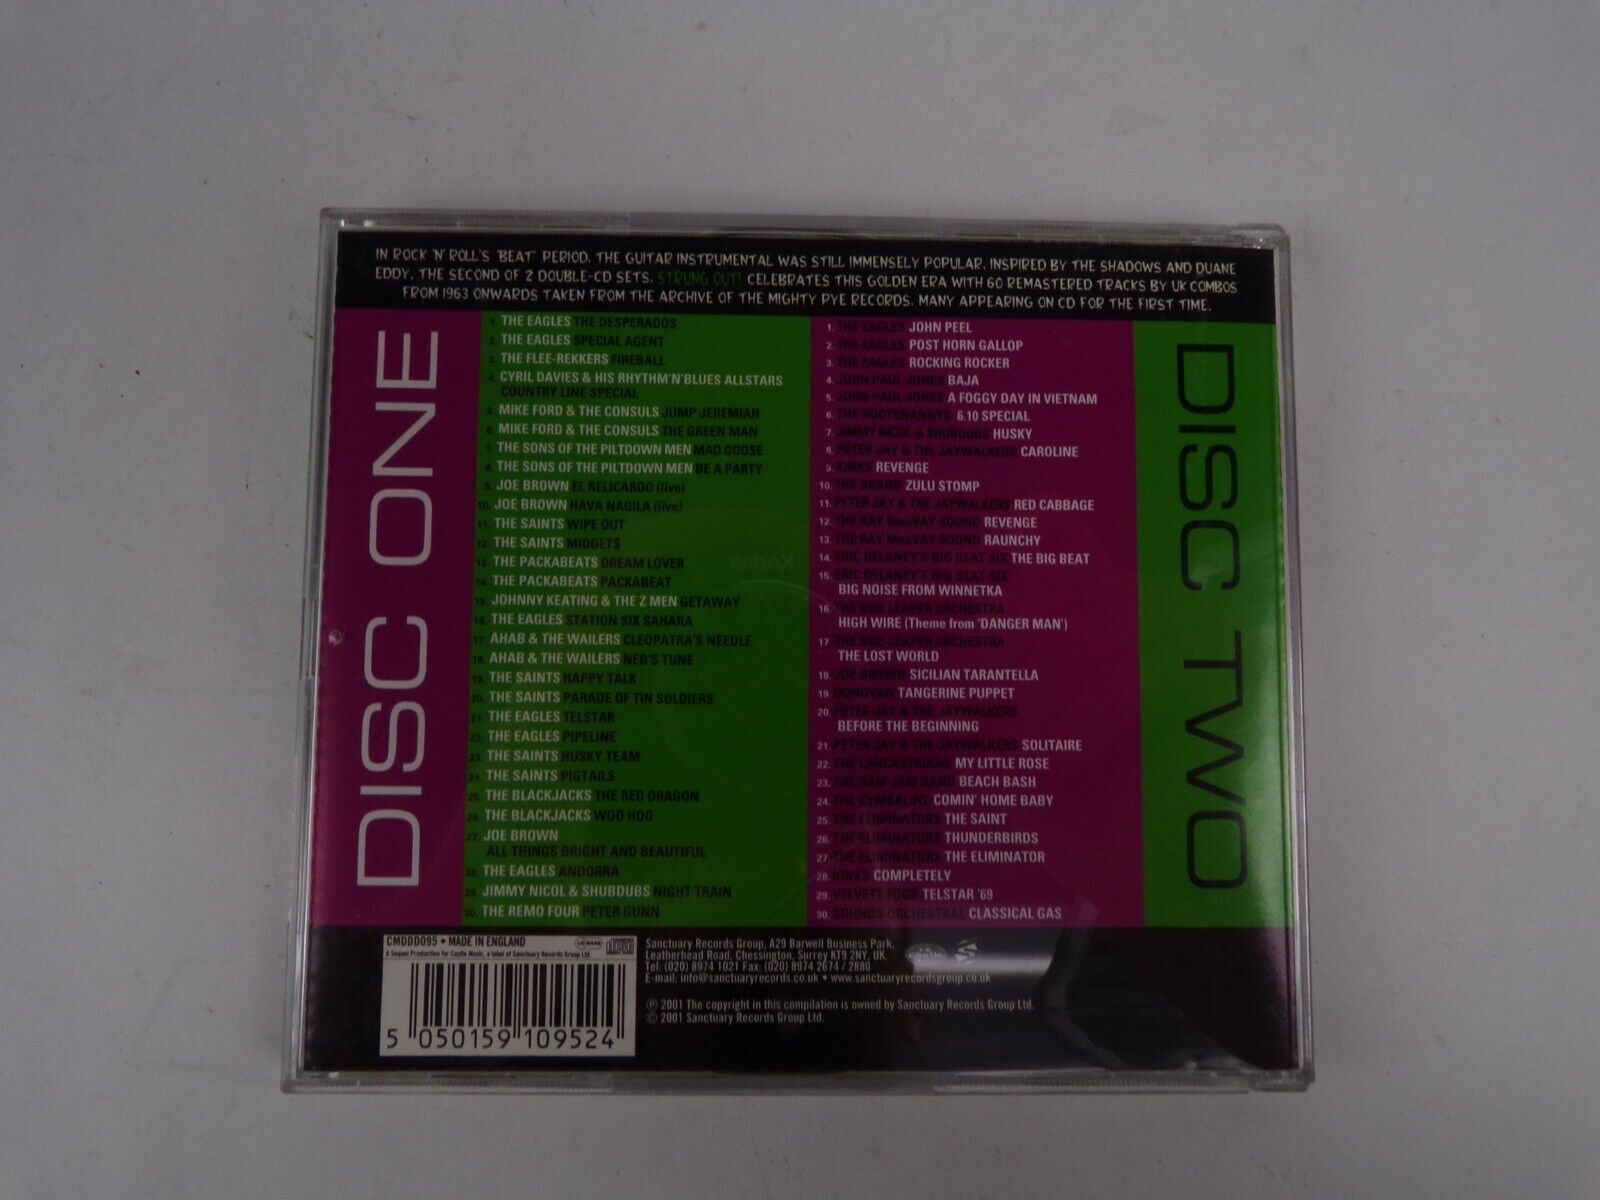 IN ROCK 'N' ROLL'S 'BEAT' PERIOD, THE GUITAR INSTRUMENTAL WAS STILL IMMENSELY POPULAR, INSPIRED BY THE SHADOWS AND DUANE
EDDY. THE SECOND OF 2 DOUBLE-CD SETS, STRUNG OUT! CELEBRATES THIS GOLDEN ERA WITH 60 REMASTERED TRACKS BY UK COMBOS
FROM 1963 ONWARDS TAKEN FROM THE ARCHIVE OF THE MIGHTY PYE RECORDS, MANY APPEARING ON CD FOR THE FIRST TIME.
DISC ONE
1. THE EAGLES THE DESPERADOS
2. THE EAGLES SPECIAL AGENT
3. THE FLEE-REKKERS FIREBALL
4. CYRIL DAVIES & HIS RHYTHM'N'BLUES ALLSTARS
COUNTRY LINE SPECIAL
5. MIKE FORD & THE CONSULS JUMP JEREMIAH
6. MIKE FORD & THE CONSULS THE GREEN MAN
7. THE SONS OF THE PILTDOWN MEN MAD GOOSE
8. THE SONS OF THE PILTDOWN MEN BE A PARTY
9. JOE BROWN EL RELICARDO (live)
10. JOE BROWN HAVA NAGILA (live)
11. THE SAINTS WIPE OUT
12. THE SAINTS MIDGETS
13. THE PACKABEATS DREAM LOVER
14. THE PACKABEATS PACKABEAT
15. JOHNNY KEATING & THE Z MEN GETAWAY
16. THE EAGLES STATION SIX SAHARA
17. AHAB & THE WAILERS CLEOPATRA'S NEEDLE
18. AHAB & THE WAILERS NEB'S TUNE
19. THE SAINTS HAPPY TALK
20. THE SAINTS PARADE OF TIN SOLDIERS
21. THE EAGLES TELSTAR
22. THE EAGLES PIPELINE
23. THE SAINTS HUSKY TEAM
24. THE SAINTS PIGTAILS
25. THE BLACKJACKS THE RED DRAGON
26. THE BLACKJACKS WOO HOO
27. JOE BROWN
ALL THINGS BRIGHT AND BEAUTIFUL
28. THE EAGLES ANDORRA
29. JIMMY NICOL & SHUBDUBS NIGHT TRAIN
30. THE REMO FOUR PETER GUNN
1. THE EAGLES JOHN PEEL
2. THE EAGLES POST HORN GALLOP
3. THE EAGLES ROCKING ROCKER
4. JOHN PAUL JONES BAJA
5. JOHN PAUL JONES A FOGGY DAY IN VIETNAM
6. THE HOOTENANNYS 6.10 SPECIAL
7. JIMMY NICOL & SHUBDUBS HUSKY
8. PETER JAY & THE JAYWALKERS CAROLINE
9. KINKS REVENGE
10. THE BRAND ZULU STOMP
11. PETER JAY & THE JAYWALKERS RED CABBAGE
12. THE RAY MacVAY SOUND REVENGE
13. THE RAY MacVAY SOUND RAUNCHY
14. ERIC DELANEY'S BIG BEAT SIX THE BIG BEAT
15. ERIC DELANEY'S BIG BEAT SIX
BIG NOISE FROM WINNETKA
16. THE BOB LEAPER ORCHESTRA
HIGH WIRE (Theme from 'DANGER MAN')
17. THE BOB LEAPER ORCHESTRA
THE LOST WORLD
18. JOE BROWN SICILIAN TARANTELLA
19. DONOVAN TANGERINE PUPPET
20. PETER JAY & THE JAYWALKERS
BEFORE THE BEGINNING
21. PETER JAY & THE JAYWALKERS SOLITAIRE
22. THE LANCASTRIANS MY LITTLE ROSE
23. THE RAM JAM BAND BEACH BASH
24. THE CYMBALINE COMIN' HOME BABY
25. THE ELIMINATORS THE SAINT
26. THE ELIMINATORS THUNDERBIRDS
27. THE ELIMINATORS THE ELIMINATOR
28. KINKS COMPLETELY
29. VELVETT FOGG TELSTAR '69
30. SOUNDS ORCHESTRAL CLASSICAL GAS
DISC TWO
CMDDD095 • MADE IN ENGLAND
A Sequel Production for Castle Music, a label of Sanctuary Records Group Ltd.
5 050159 109524
Sanctuary Records Group, A29 Barwell Business Park,
Leatherhead Road, Chessington, Surrey KT9 2NY, UK.
Tel: (020) 8974 1021 Fax: (020) 8974 2674 / 2880
E-mail: info@sanctuaryrecords.co.uk • www.sanctuaryrecordsgroup.co.uk
℗ 2001 The copyright in this compilation is owned by Sanctuary Records Group Ltd.
© 2001 Sanctuary Records Group Ltd.